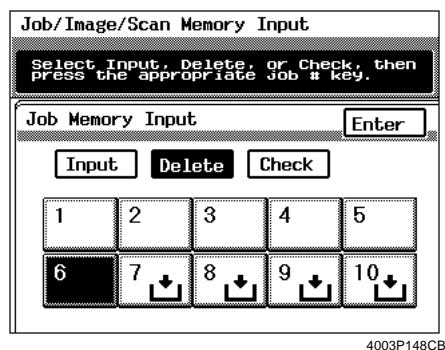 Job/Image/Scan Memory Input
Select Input, Delete, or Check, then
press the appropriate Job # key.
Job Memory Input
Enter
Input Delete Check
1 2 3 4 5
6 7 8 9 10
4003P148CB